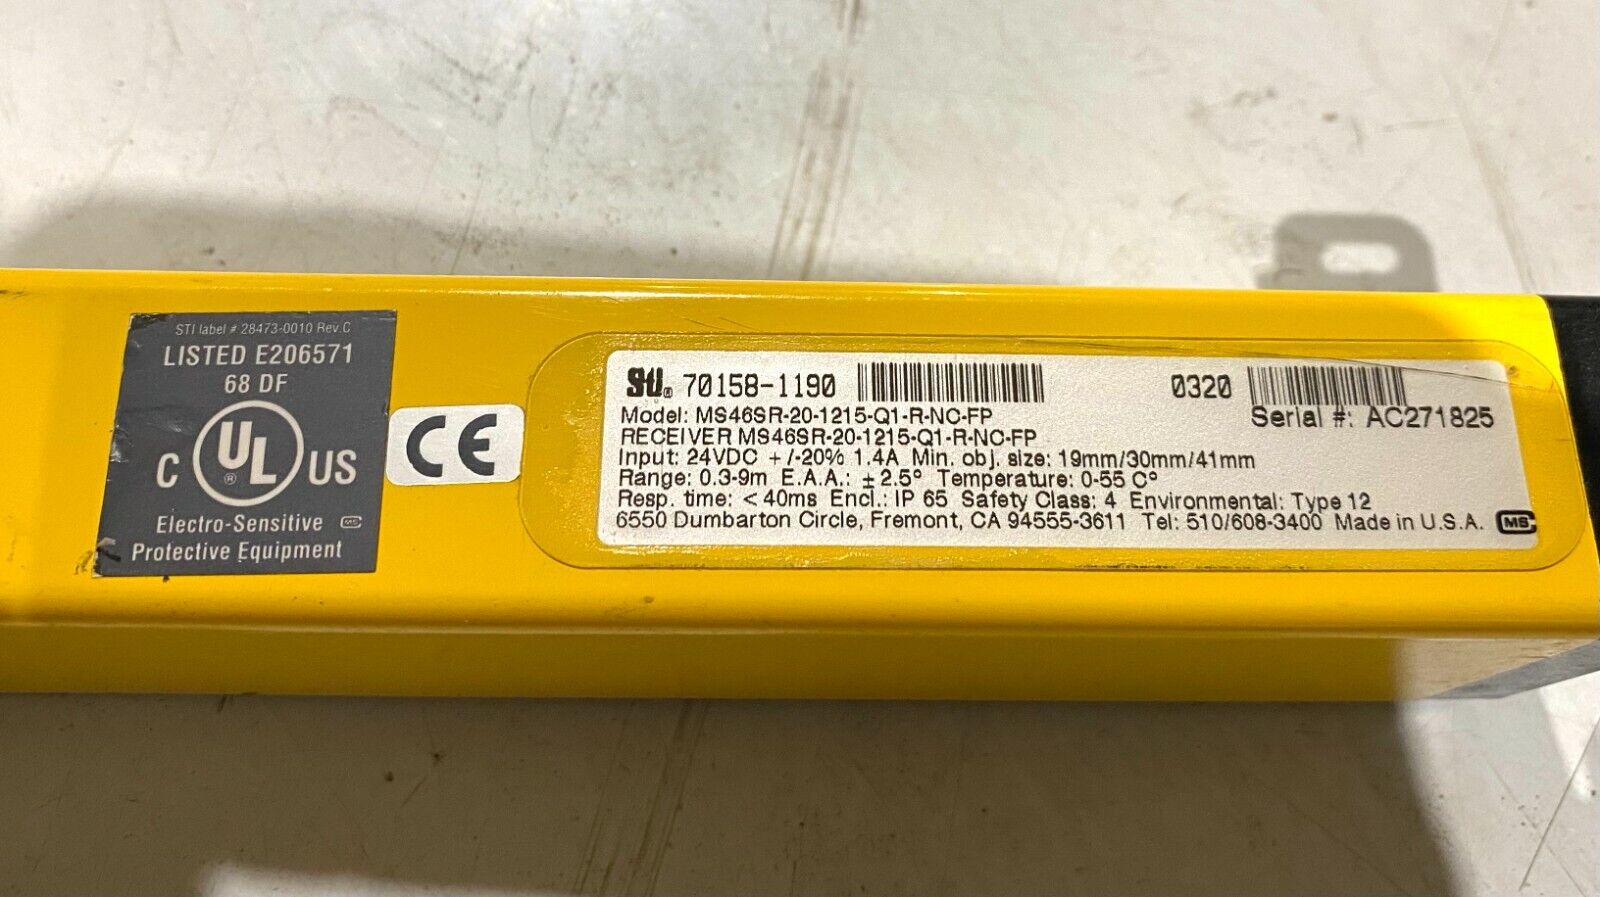 STI label # 28473-0010 Rev.C
LISTED E206571
68 DF
C UL ® US
Electro-Sensitive MS
Protective Equipment
CE
STI® 70158-1190 0320
Serial #: AC271825
Model: MS46SR-20-1215-Q1-R-NC-FP
RECEIVER MS46SR-20-1215-Q1-R-NC-FP
Input: 24VDC +/-20% 1.4A Min. obj. size: 19mm/30mm/41mm
Range: 0.3-9m E.A.A.: ± 2.5° Temperature: 0-55 C°
Resp. time: < 40ms Encl.: IP 65 Safety Class: 4 Environmental: Type 12
6550 Dumbarton Circle, Fremont, CA 94555-3611 Tel: 510/608-3400 Made in U.S.A. MS